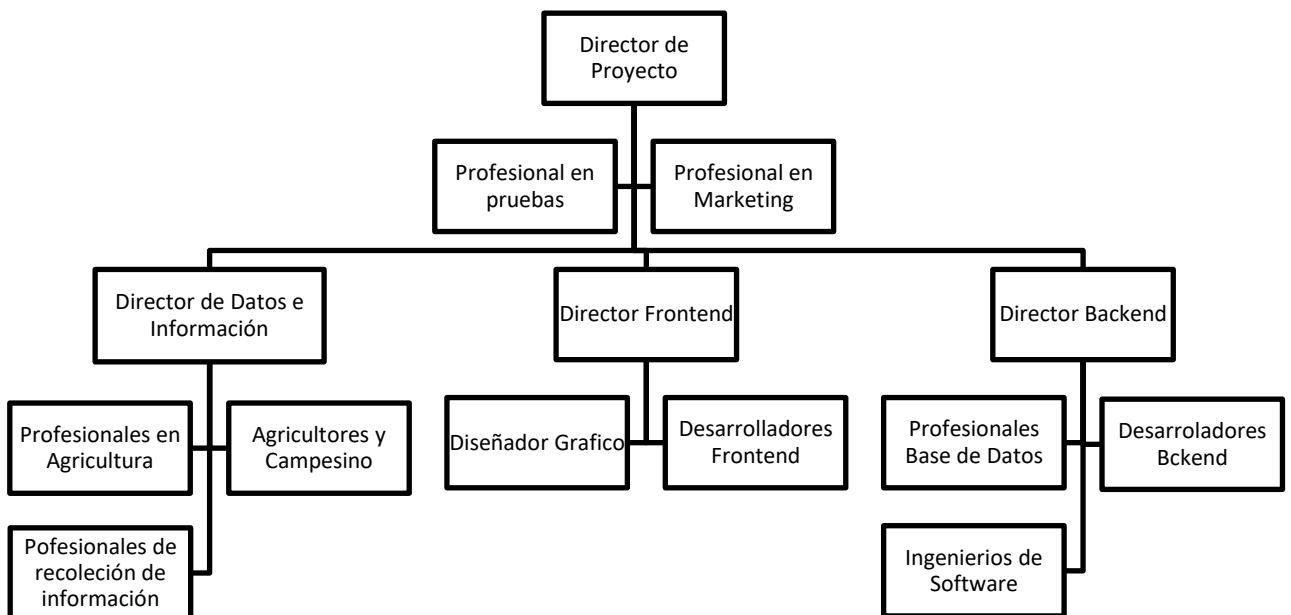 Director de
Proyecto
Profesional en
pruebas
Profesional en
Marketing
Director de Datos e
Información
Director Frontend
Director Backend
Profesionales en
Agricultura
Agricultores y
Campesino
Diseñador Grafico
Desarrolladores
Frontend
Profesionales
Base de Datos
Desarroladores
Bckend
Pofesionales de
recoleción de
información
Ingenierios de
Software